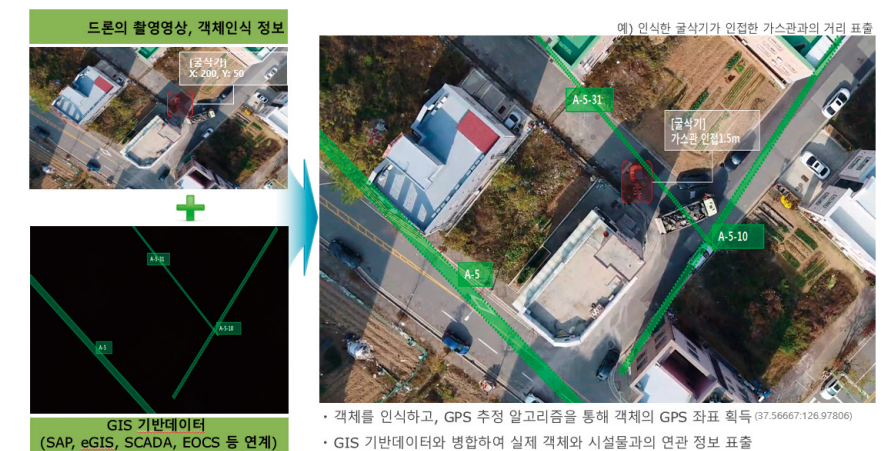 드론의 촬영영상, 객체인식 정보
[굴삭기]
X: 200, Y: 50
A-5-31
A-5-10
A-5
GIS 기반데이터
(SAP, eGIS, SCADA, EOCS 등 연계)
예) 인식한 굴삭기가 인접한 가스관과의 거리 표출
A-5-31
[굴삭기]
가스관 인접1.5m
A-5-10
A-5
・객체를 인식하고, GPS 추정 알고리즘을 통해 객체의 GPS 좌표 획득 (37.56667:126.97806)
・GIS 기반데이터와 병합하여 실제 객체와 시설물과의 연관 정보 표출